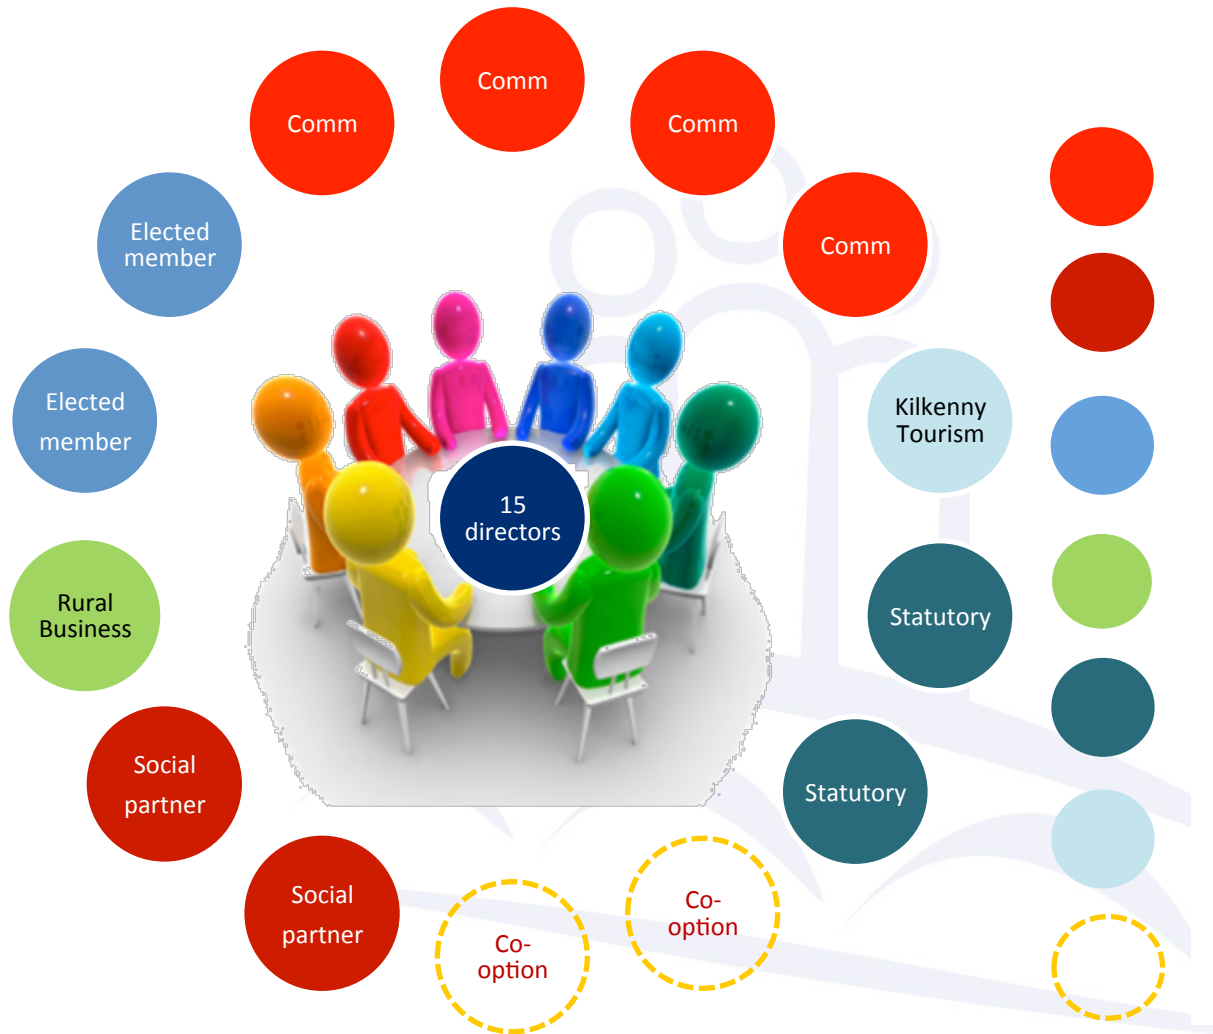 Comm
Comm
Comm
Comm
Elected
member
Elected
member
Kilkenny
Tourism
15
directors
Rural
Business
Statutory
Social
partner
Statutory
Social
partner
Co-
option
Co-
option